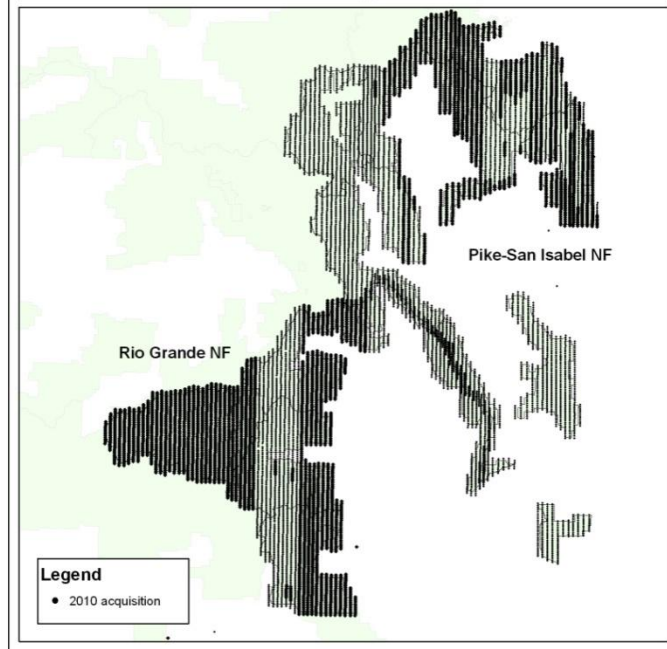 Pike-San Isabel NF
Rio Grande NF
Legend
2010 acquisition